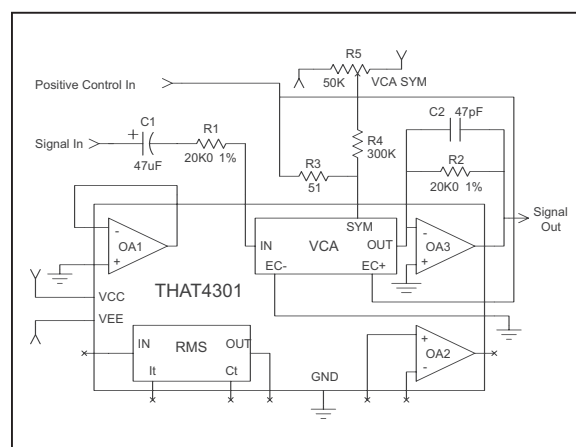 R5
50K
VCA SYM
Positive Control In
C1
+
47uF
Signal In
R1
20K0 1%
R3
51
R4
300K
C2 47pF
R2
20K0 1%
Signal
Out
SYM
IN
VCA
OUT
EC-
EC+
-
+
OA1
-
+
OA3
THAT4301
VCC
VEE
IN
RMS
OUT
It
Ct
GND
+
-
OA2